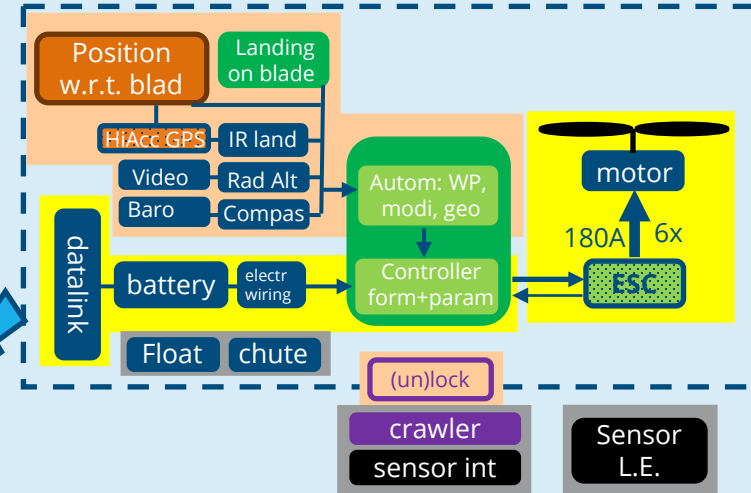 Position
w.r.t. blad
Landing
on blade
HiAcc GPS
IR land
Video
Rad Alt
Baro
Compas
Autom: WP,
modi, geo
Controller
form+param
motor
180A
6x
ESC
datalink
battery
electr
wiring
Float
chute
(un)lock
crawler
sensor int
Sensor
L.E.